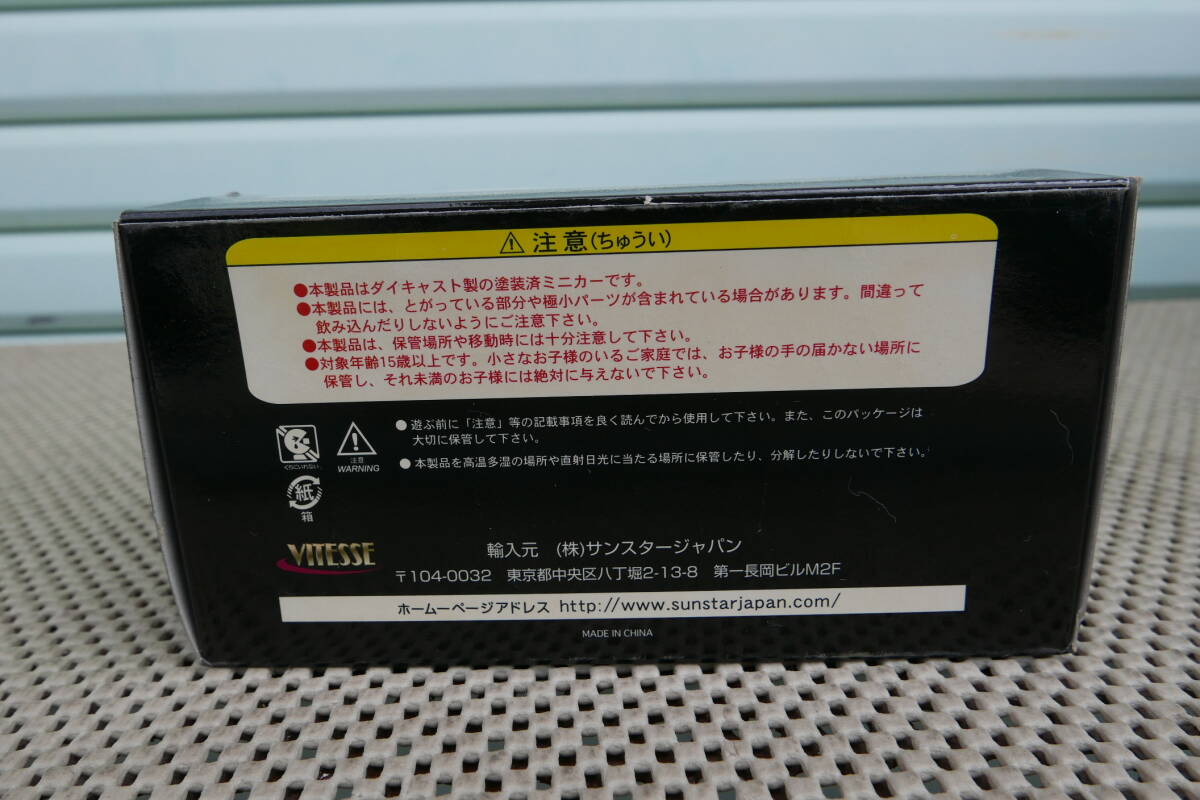 ⚠ 注意(ちゅうい)
●本製品はダイキャスト製の塗装済ミニカーです。
●本製品には、とがっている部分や極小パーツが含まれている場合があります。間違って
飲み込んだりしないようにご注意下さい。
●本製品は、保管場所や移動時には十分注意して下さい。
●対象年齢15歳以上です。小さなお子様のいるご家庭では、お子様の手の届かない場所に
保管し、それ未満のお子様には絶対に与えないで下さい。
●遊ぶ前に「注意」等の記載事項を良く読んでから使用して下さい。また、このパッケージは
大切に保管して下さい。
●本製品を高温多湿の場所や直射日光に当たる場所に保管したり、分解したりしないで下さい。
くちにいれない
注意
WARNING
紙
箱
VITESSE
輸入元 (株)サンスタージャパン
〒104-0032 東京都中央区八丁堀2-13-8 第一長岡ビルM2F
ホームーページアドレス http://www.sunstarjapan.com/
MADE IN CHINA